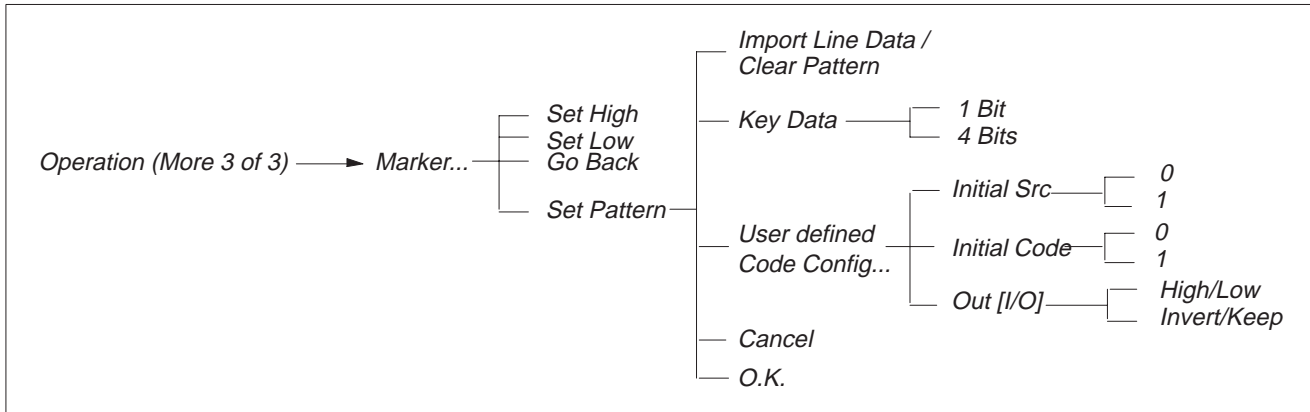 Operation (More 3 of 3)
Marker...
Set High
Set Low
Go Back
Set Pattern
Import Line Data /
Clear Pattern
Key Data
1 Bit
4 Bits
User defined
Code Config...
Initial Src
0
1
Initial Code
0
1
Out [I/O]
High/Low
Invert/Keep
Cancel
O.K.